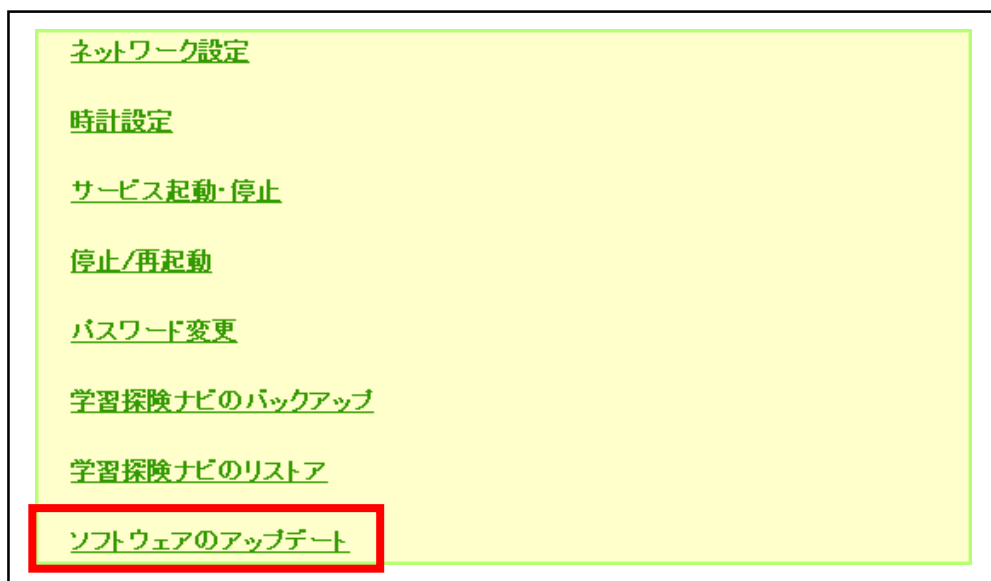 ネットワーク設定
時計設定
サービス起動・停止
停止/再起動
パスワード変更
学習探険ナビのバックアップ
学習探険ナビのリストア
ソフトウェアのアップデート